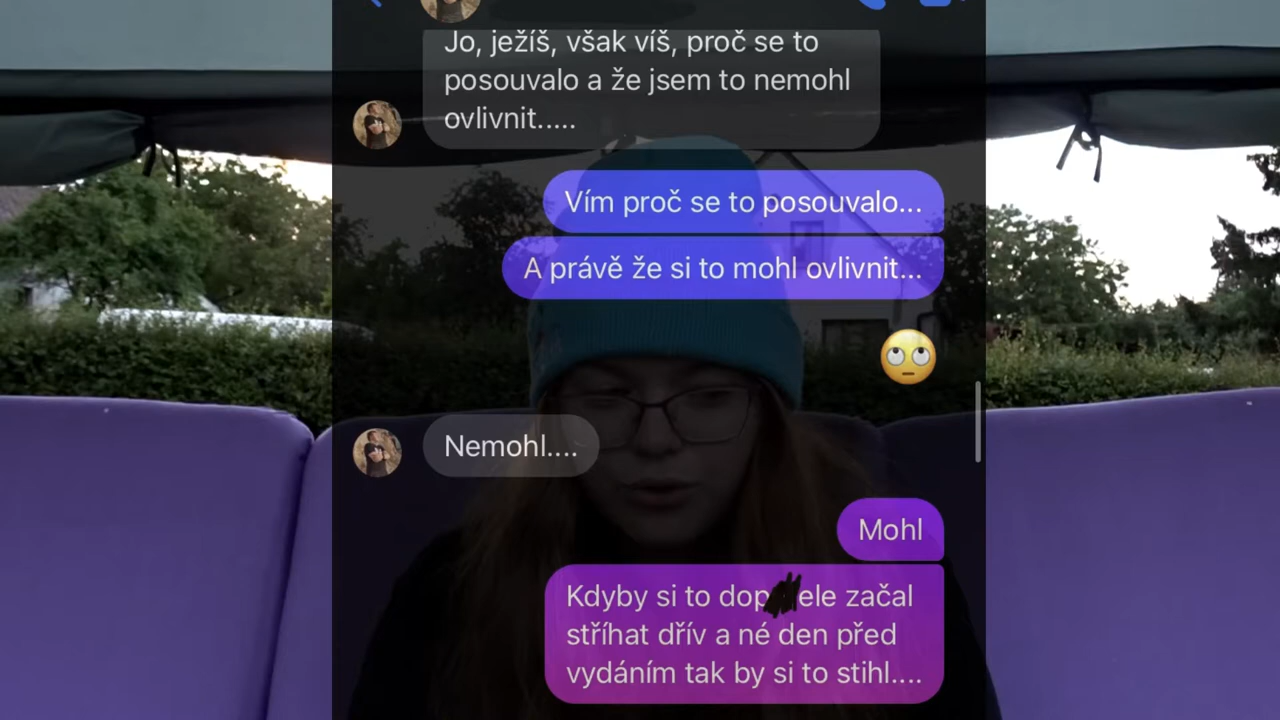 Jo, ježíš, však víš, proč se to
posouvalo a že jsem to nemohl
ovlivnit.....
Vím proč se to posouvalo...
A právě že si to mohl ovlivnit...
🙄
Nemohl....
Mohl
Kdyby si to dop ele začal
stříhat dřív a né den před
vydáním tak by si to stihl....